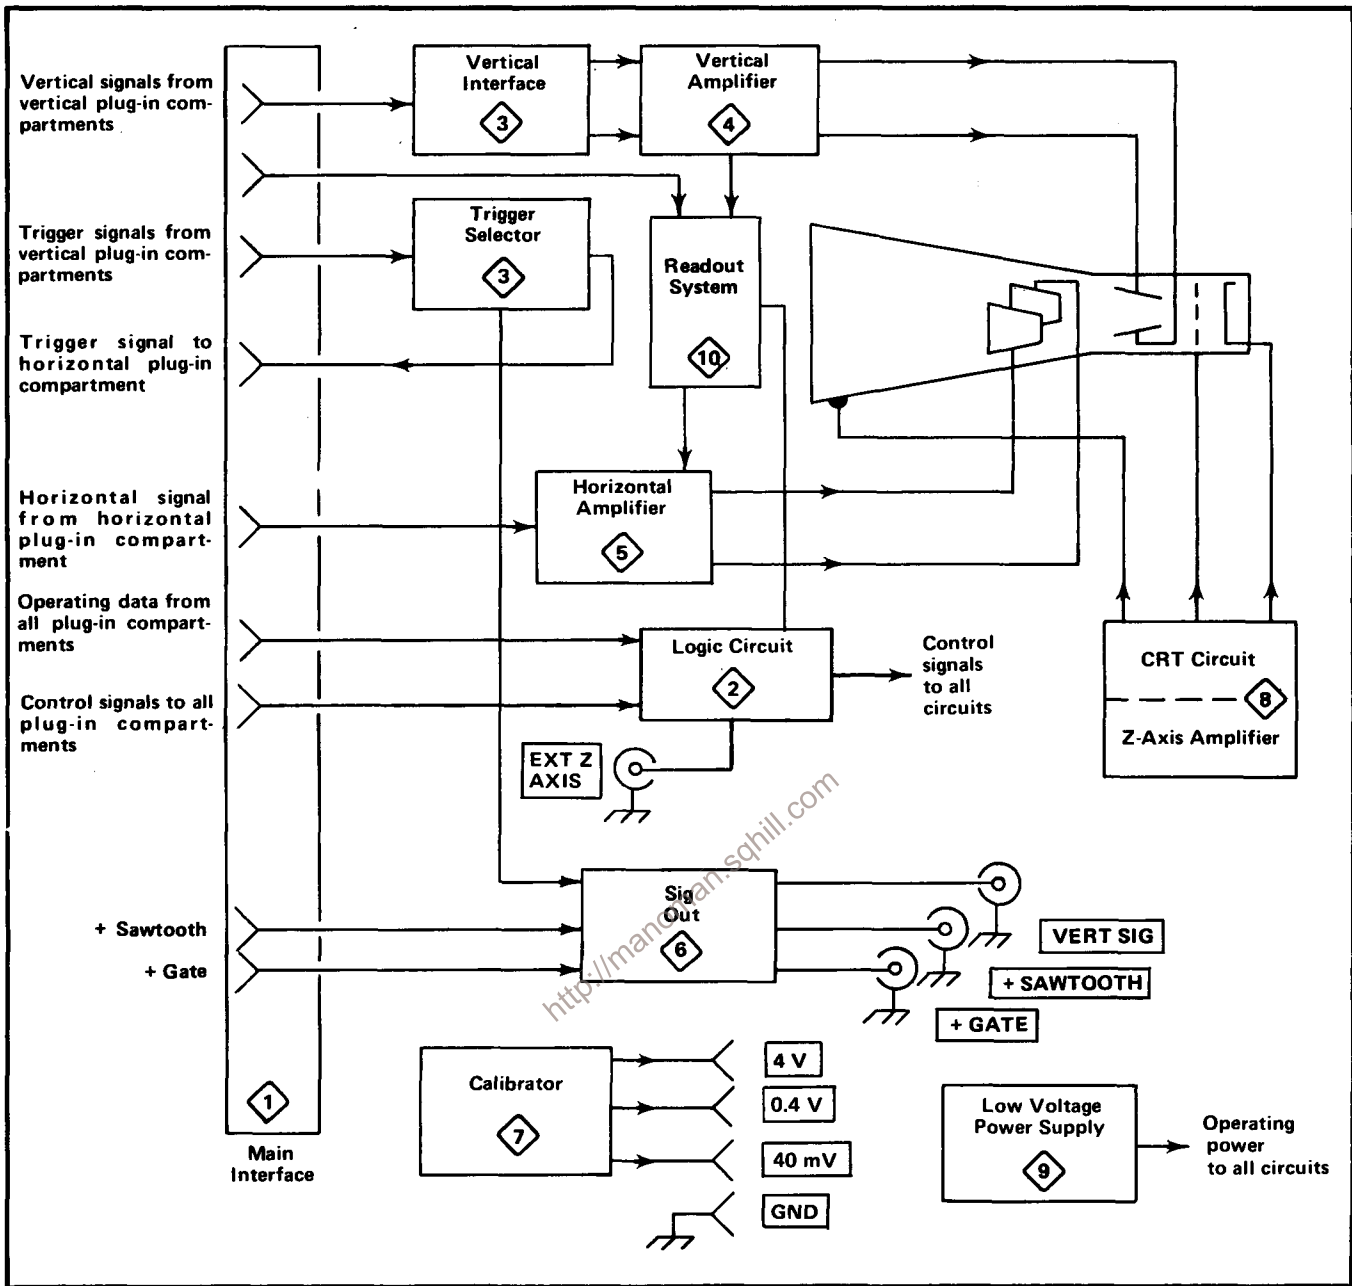 Vertical signals from
vertical plug-in com-
partments
Vertical
Interface
3
Vertical
Amplifier
4
Trigger signals from
vertical plug-in com-
partments
Trigger
Selector
3
Readout
System
10
Trigger signal to
horizontal plug-in
compartment
Horizontal signal
from horizontal
plug-in compart-
ment
Horizontal
Amplifier
5
Operating data from
all plug-in compart-
ments
Control signals to all
plug-in compart-
ments
Logic Circuit
2
Control
signals
to all
circuits
CRT Circuit
8
Z-Axis Amplifier
EXT Z
AXIS
+ Sawtooth
+ Gate
Sig
Out
6
VERT SIG
+ SAWTOOTH
+ GATE
1
Main
Interface
Calibrator
7
4 V
0.4 V
40 mV
GND
Low Voltage
Power Supply
9
Operating
power
to all circuits
http://manoman.sqhill.com